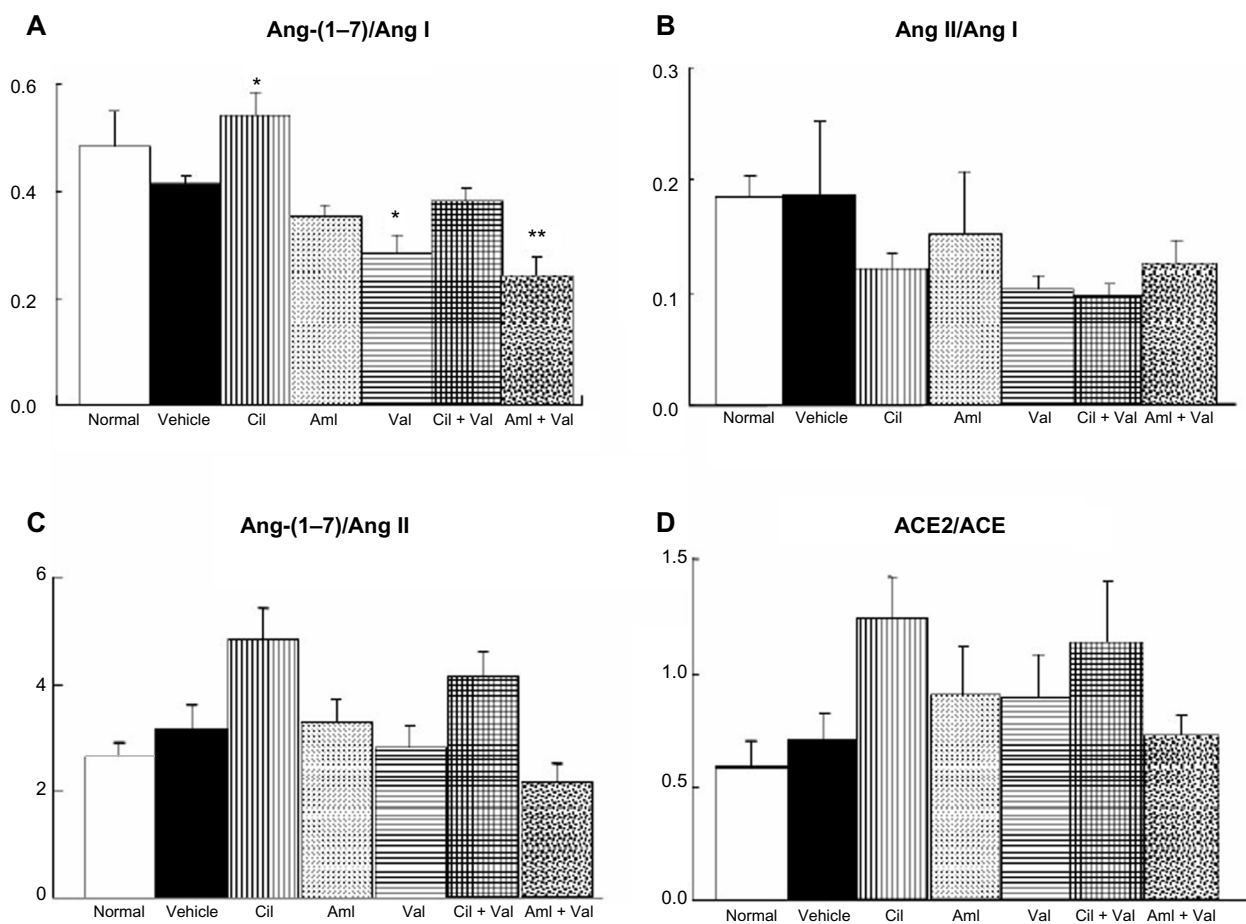 A
Ang-(1–7)/Ang I
0.6
0.4
0.2
0.0
*
*
**
Normal Vehicle Cil Aml Val Cil + Val Aml + Val
B
Ang II/Ang I
0.3
0.2
0.1
0.0
Normal Vehicle Cil Aml Val Cil + Val Aml + Val
C
Ang-(1–7)/Ang II
6
4
2
0
Normal Vehicle Cil Aml Val Cil + Val Aml + Val
D
ACE2/ACE
1.5
1.0
0.5
0.0
Normal Vehicle Cil Aml Val Cil + Val Aml + Val